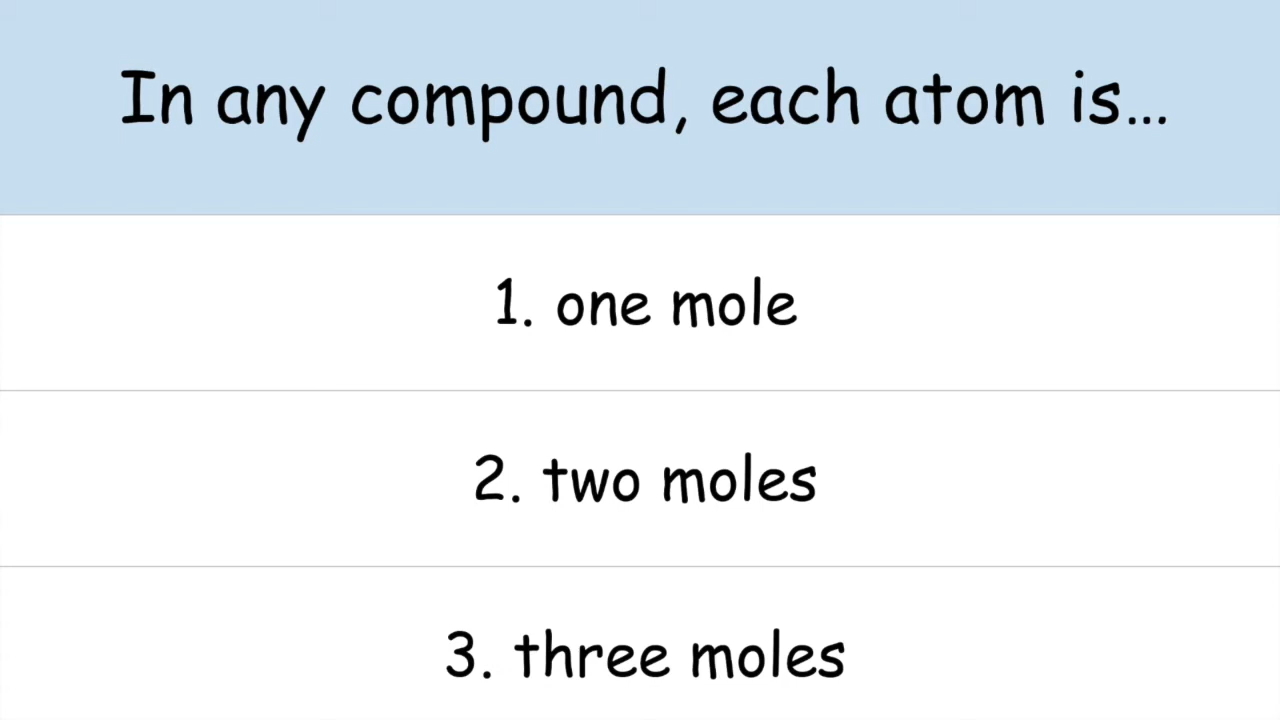 In any compound, each atom is...
1. one mole
2. two moles
3. three moles